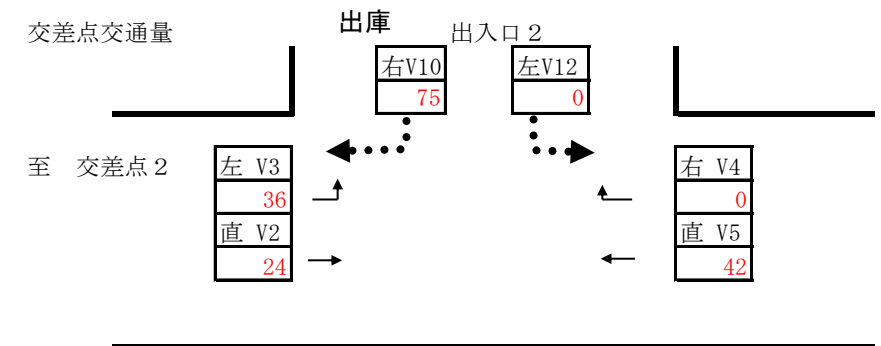 交差点交通量
出庫
出入口2
右V10
左V12
75
0
至 交差点2
左 V3
36
直 V2
24
右 V4
0
直 V5
42